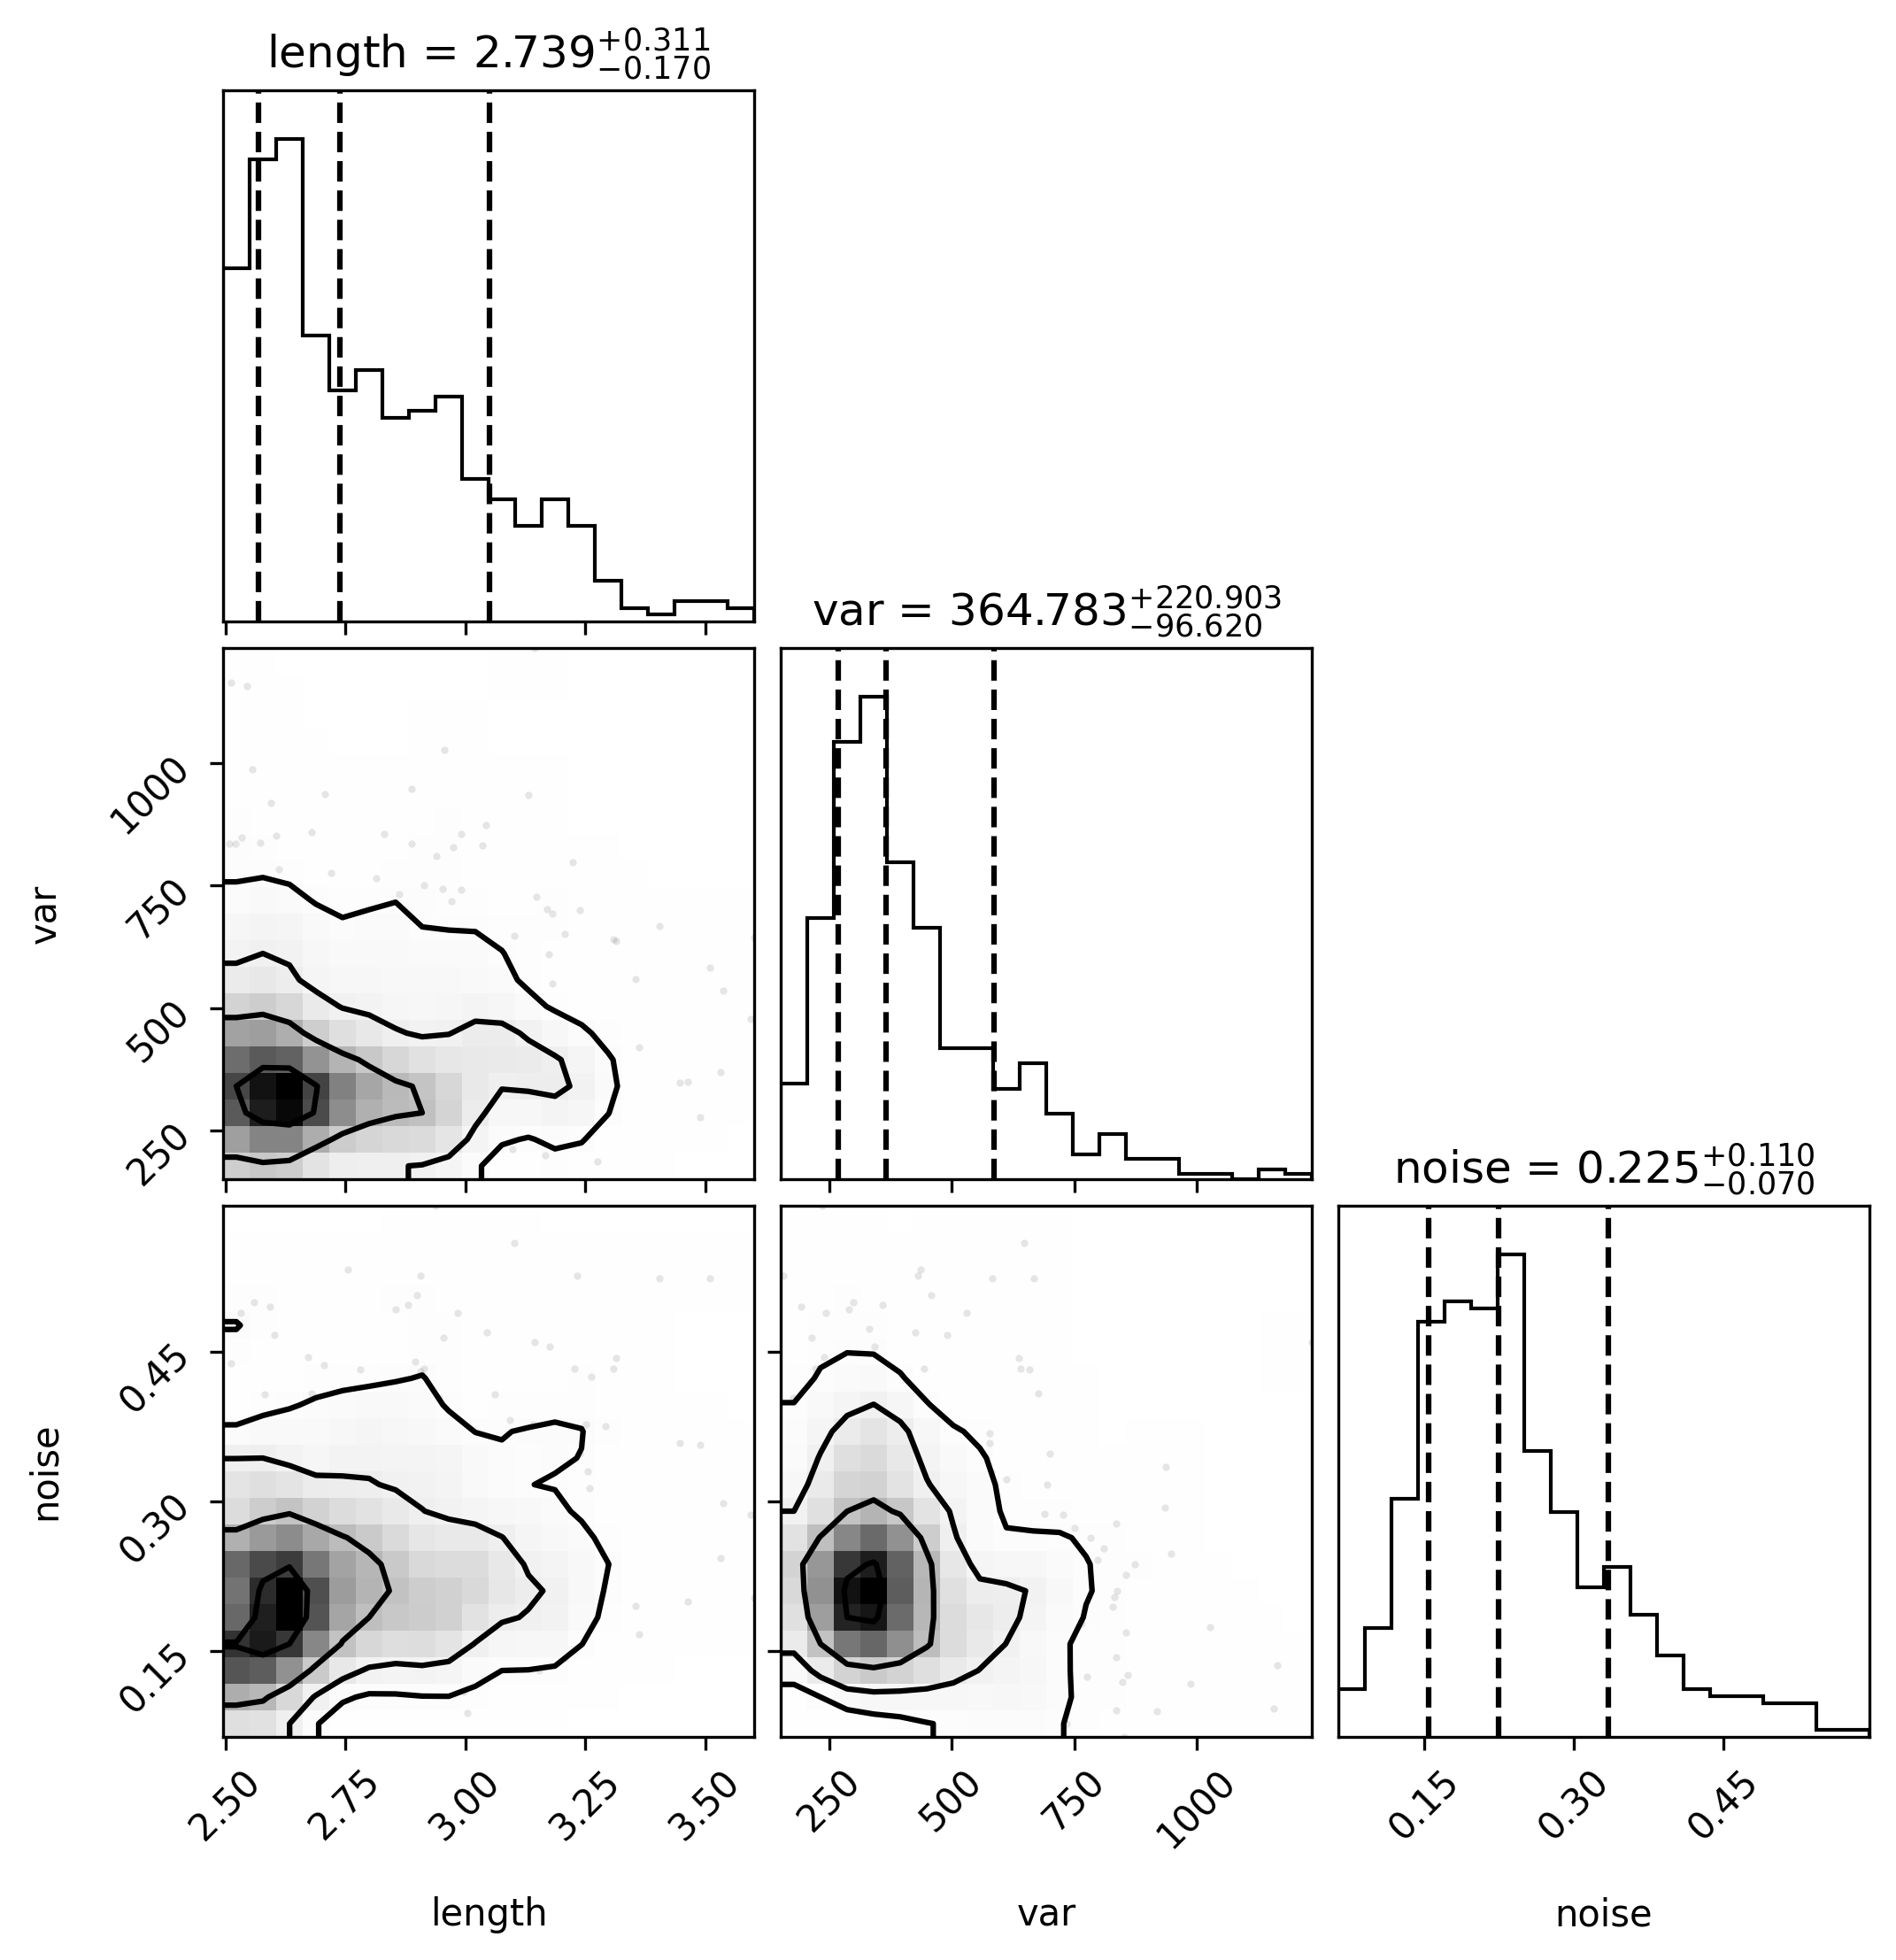 length = 2.739 +0.311 −0.170
var = 364.783 +220.903 −96.620
1000
750
500
250
var
noise = 0.225 +0.110 −0.070
0.45
0.30
0.15
noise
2.50 2.75 3.00 3.25 3.50 250 500 750 1000 0.15 0.30 0.45
length var noise